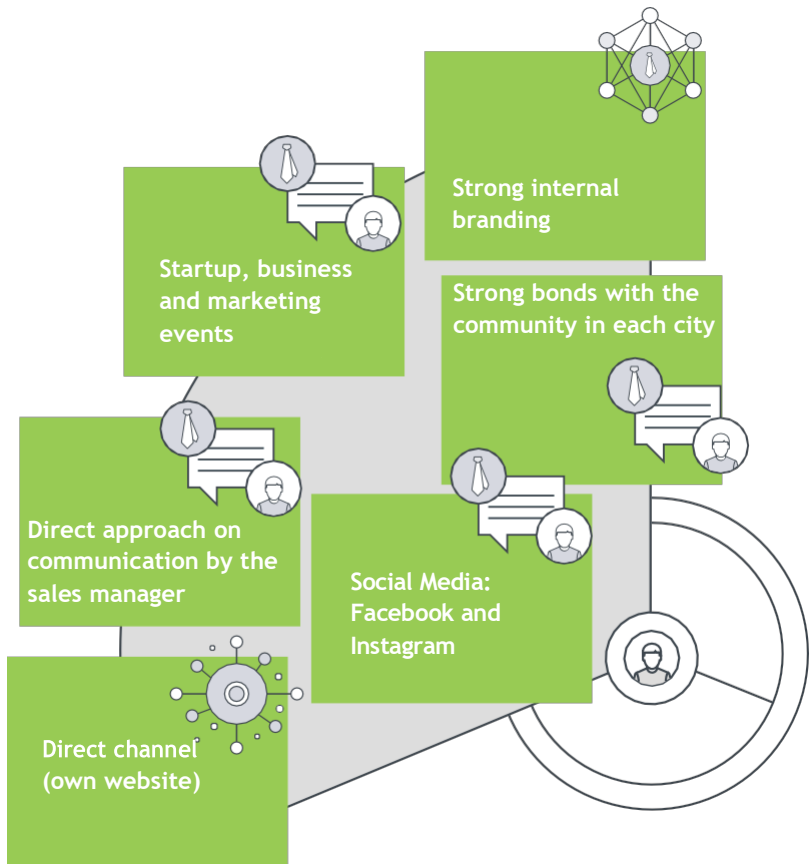 Strong internal
branding
Startup, business
and marketing
events
Strong bonds with the
community in each city
Direct approach on
communication by the
sales manager
Social Media:
Facebook and
Instagram
Direct channel
(own website)